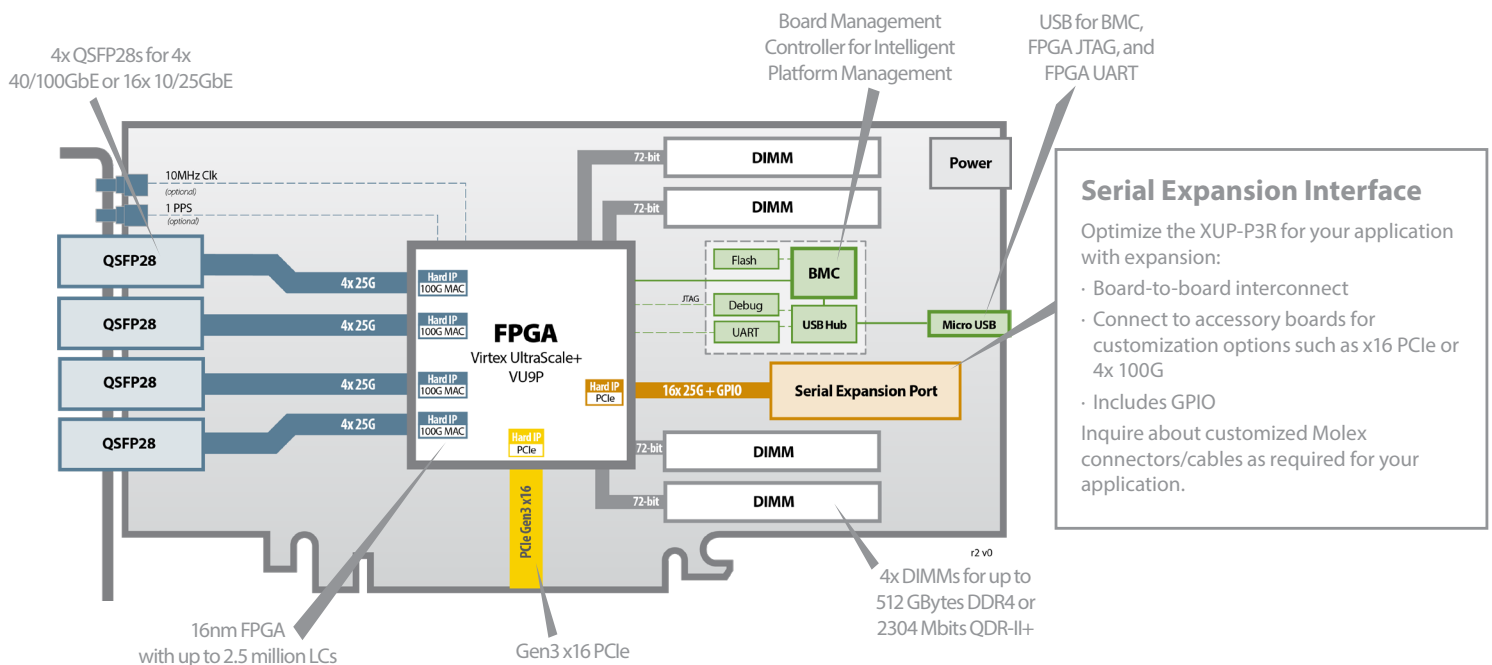 4x QSFP28s for 4x
40/100GbE or 16x 10/25GbE
Board Management
Controller for Intelligent
Platform Management
USB for BMC,
FPGA JTAG, and
FPGA UART
10MHz Clk
(optional)
1 PPS
(optional)
QSFP28
QSFP28
QSFP28
QSFP28
4x 25G
4x 25G
4x 25G
4x 25G
Hard IP
100G MAC
Hard IP
100G MAC
Hard IP
100G MAC
Hard IP
100G MAC
FPGA
Virtex UltraScale+
VU9P
Hard IP
PCIe
Hard IP
PCIe
PCIe Gen3 x16
72-bit
DIMM
72-bit
DIMM
Power
Flash
BMC
JTAG
Debug
UART
USB Hub
Micro USB
16x 25G + GPIO
Serial Expansion Port
72-bit
DIMM
72-bit
DIMM
r2 v0
Serial Expansion Interface
Optimize the XUP-P3R for your application
with expansion:
· Board-to-board interconnect
· Connect to accessory boards for
customization options such as x16 PCIe or
4x 100G
· Includes GPIO
Inquire about customized Molex
connectors/cables as required for your
application.
16nm FPGA
with up to 2.5 million LCs
Gen3 x16 PCIe
4x DIMMs for up to
512 GBytes DDR4 or
2304 Mbits QDR-II+